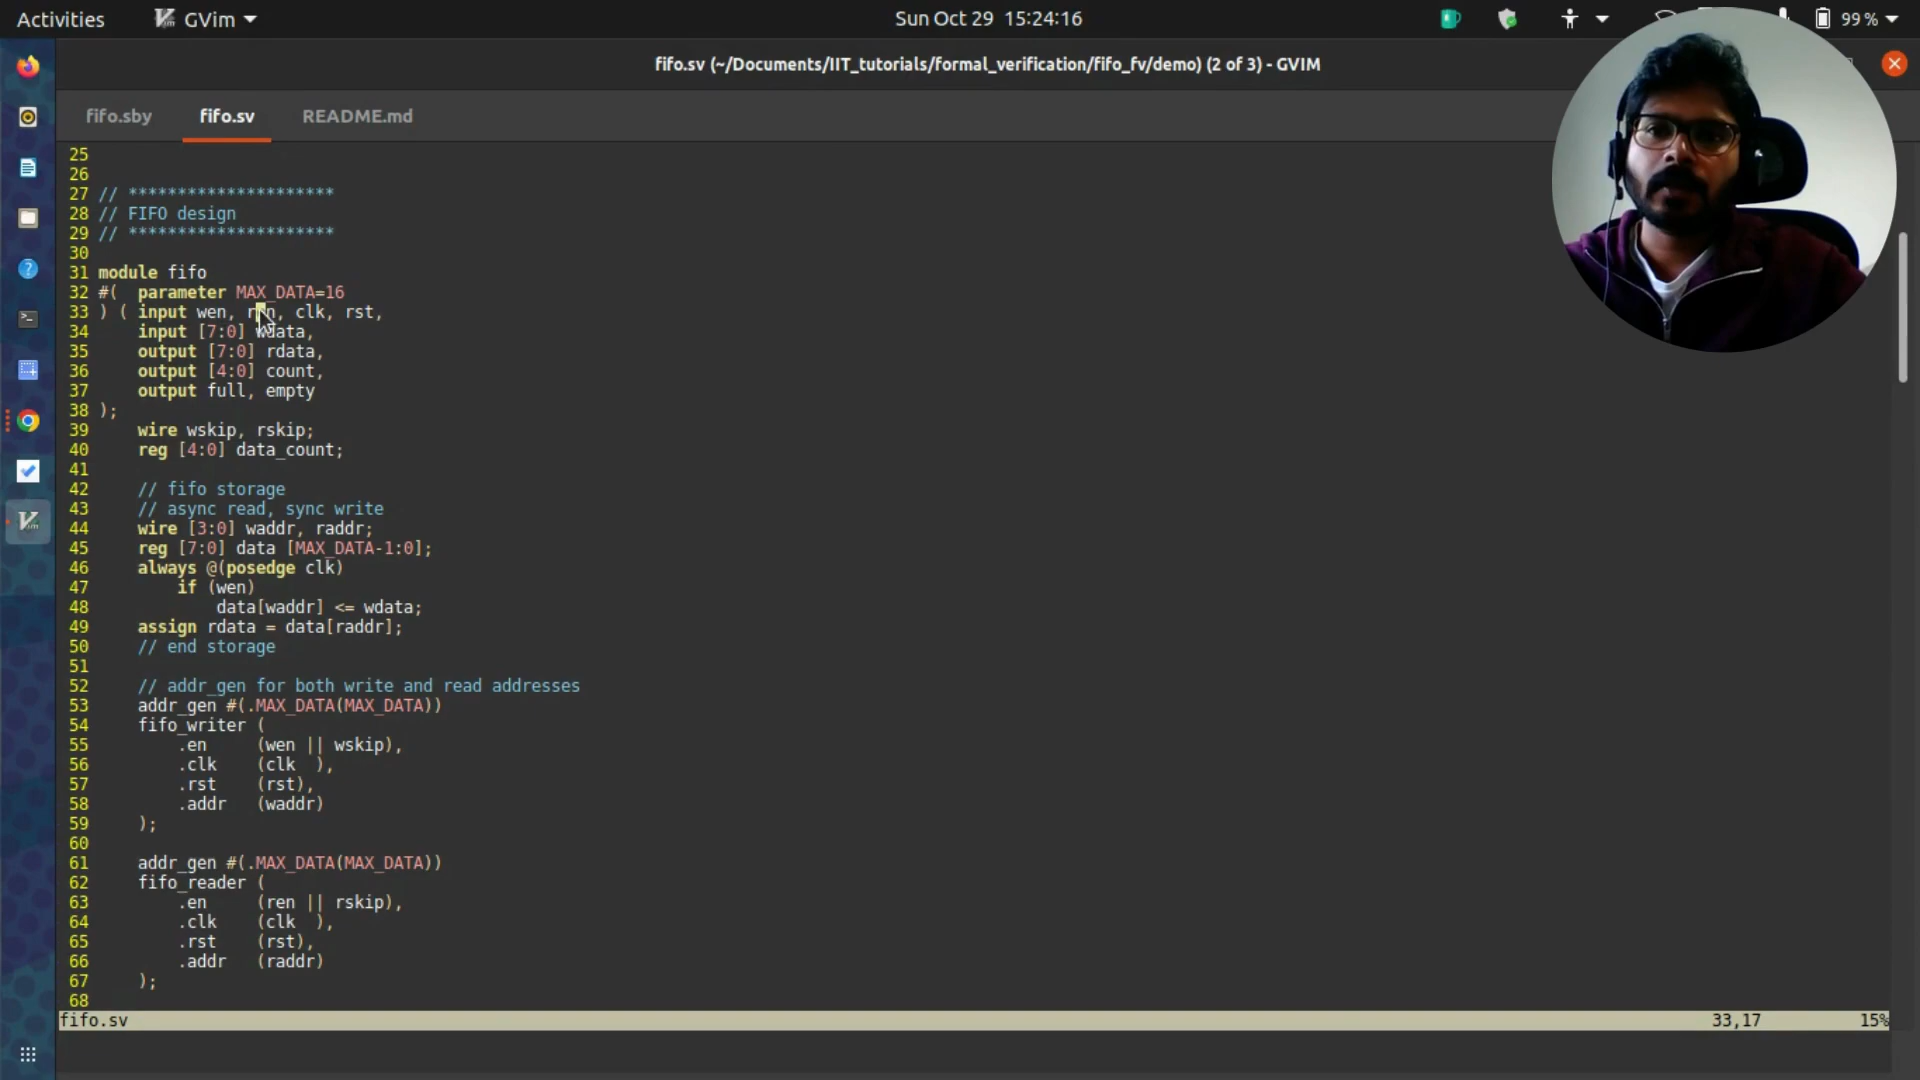 Activities GVim Sun Oct 29 15:24:16 99 %
fifo.sv (~/Documents/IIT_tutorials/formal_verification/fifo_fv/demo) (2 of 3) - GVIM
fifo.sby fifo.sv README.md
25
26
27 // *********************
28 // FIFO design
29 // *********************
30
31 module fifo
32 #( parameter MAX_DATA=16
33 ) ( input wen, ren, clk, rst,
34 input [7:0] wdata,
35 output [7:0] rdata,
36 output [4:0] count,
37 output full, empty
38 );
39 wire wskip, rskip;
40 reg [4:0] data_count;
41
42 // fifo storage
43 // async read, sync write
44 wire [3:0] waddr, raddr;
45 reg [7:0] data [MAX_DATA-1:0];
46 always @(posedge clk)
47 if (wen)
48 data[waddr] <= wdata;
49 assign rdata = data[raddr];
50 // end storage
51
52 // addr_gen for both write and read addresses
53 addr_gen #(.MAX_DATA(MAX_DATA))
54 fifo_writer (
55 .en (wen || wskip),
56 .clk (clk ),
57 .rst (rst),
58 .addr (waddr)
59 );
60
61 addr_gen #(.MAX_DATA(MAX_DATA))
62 fifo_reader (
63 .en (ren || rskip),
64 .clk (clk ),
65 .rst (rst),
66 .addr (raddr)
67 );
68
fifo.sv 33,17 15%